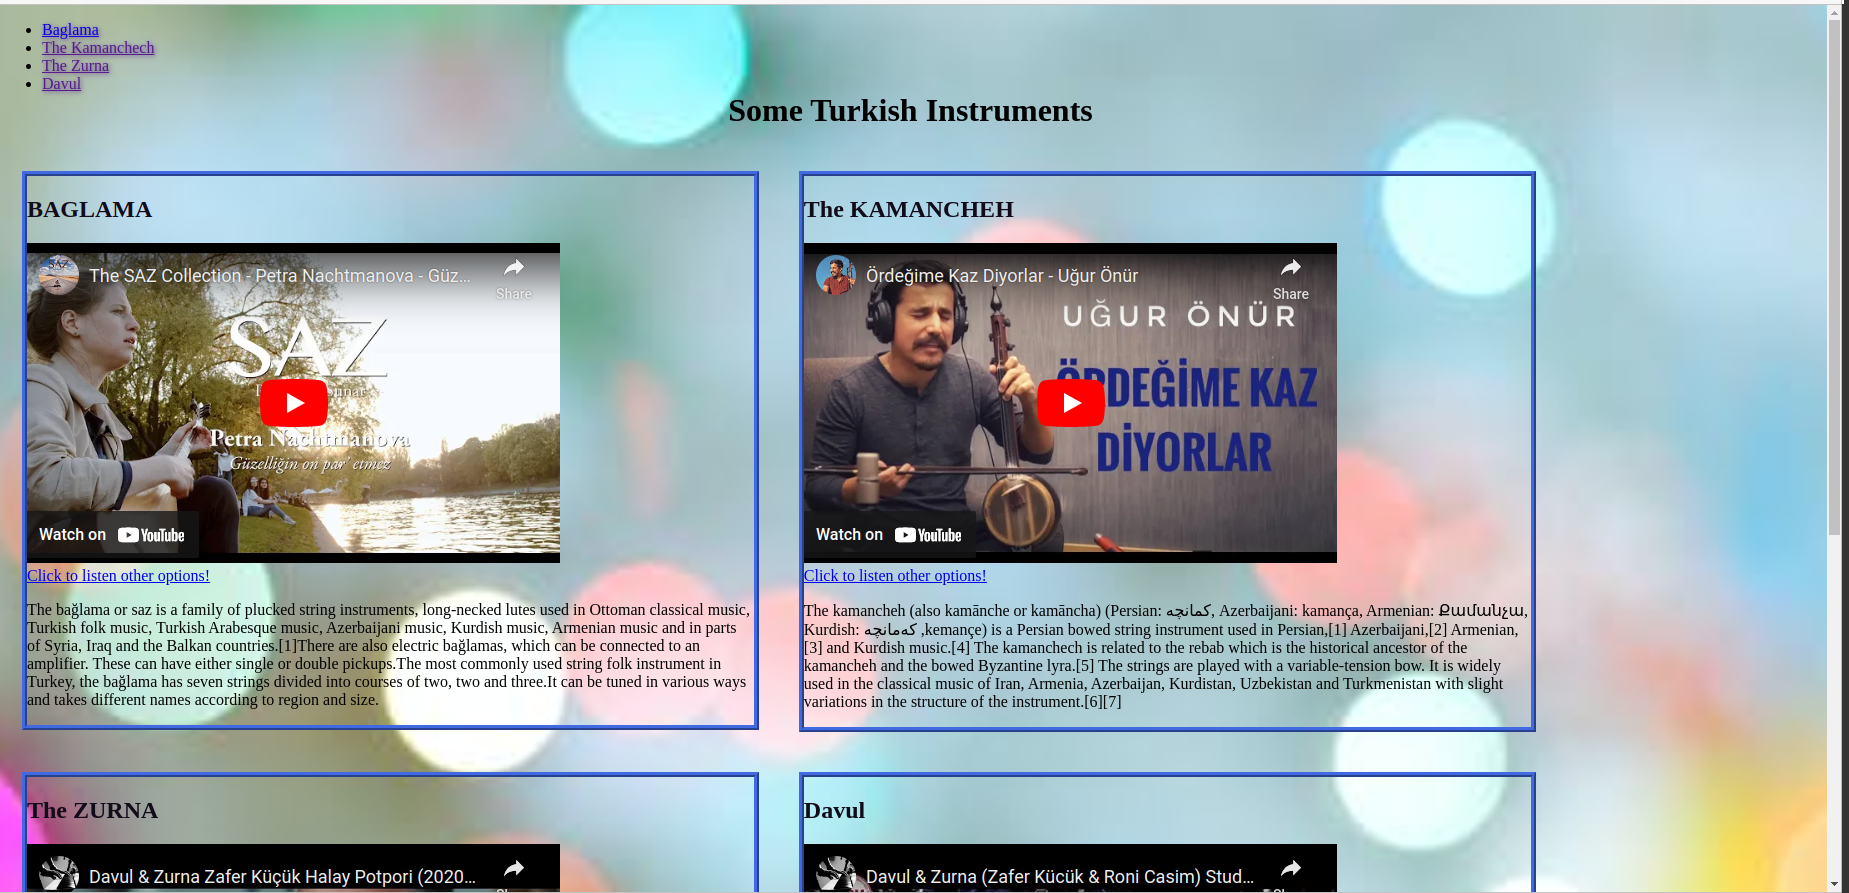 Baglama
The Kamanchech
The Zurna
Davul
Some Turkish Instruments
BAGLAMA
The SAZ Collection - Petra Nachtmanova - Güz...
Share
SAZ
Petra Nachtmanova
Güzelliğin on par' etmez
Watch on YouTube
Click to listen other options!
The bağlama or saz is a family of plucked string instruments, long-necked lutes used in Ottoman classical music,
Turkish folk music, Turkish Arabesque music, Azerbaijani music, Kurdish music, Armenian music and in parts
of Syria, Iraq and the Balkan countries.[1]There are also electric bağlamas, which can be connected to an
amplifier. These can have either single or double pickups.The most commonly used string folk instrument in
Turkey, the bağlama has seven strings divided into courses of two, two and three.It can be tuned in various ways
and takes different names according to region and size.
The KAMANCHEH
Ördeğime Kaz Diyorlar - Uğur Önür
Share
UĞUR ÖNÜR
ÖRDEĞİME KAZ
DİYORLAR
Watch on YouTube
Click to listen other options!
The kamancheh (also kamānche or kamāncha) (Persian: کمانچه, Azerbaijani: kamança, Armenian: Քամանչա,
Kurdish: کەمانچە ,kemançe) is a Persian bowed string instrument used in Persian,[1] Azerbaijani,[2] Armenian,
[3] and Kurdish music.[4] The kamanchech is related to the rebab which is the historical ancestor of the
kamancheh and the bowed Byzantine lyra.[5] The strings are played with a variable-tension bow. It is widely
used in the classical music of Iran, Armenia, Azerbaijan, Kurdistan, Uzbekistan and Turkmenistan with slight
variations in the structure of the instrument.[6][7]
The ZURNA
Davul & Zurna Zafer Küçük Halay Potpori (2020...
Davul
Davul & Zurna (Zafer Kücük & Roni Casim) Stud...